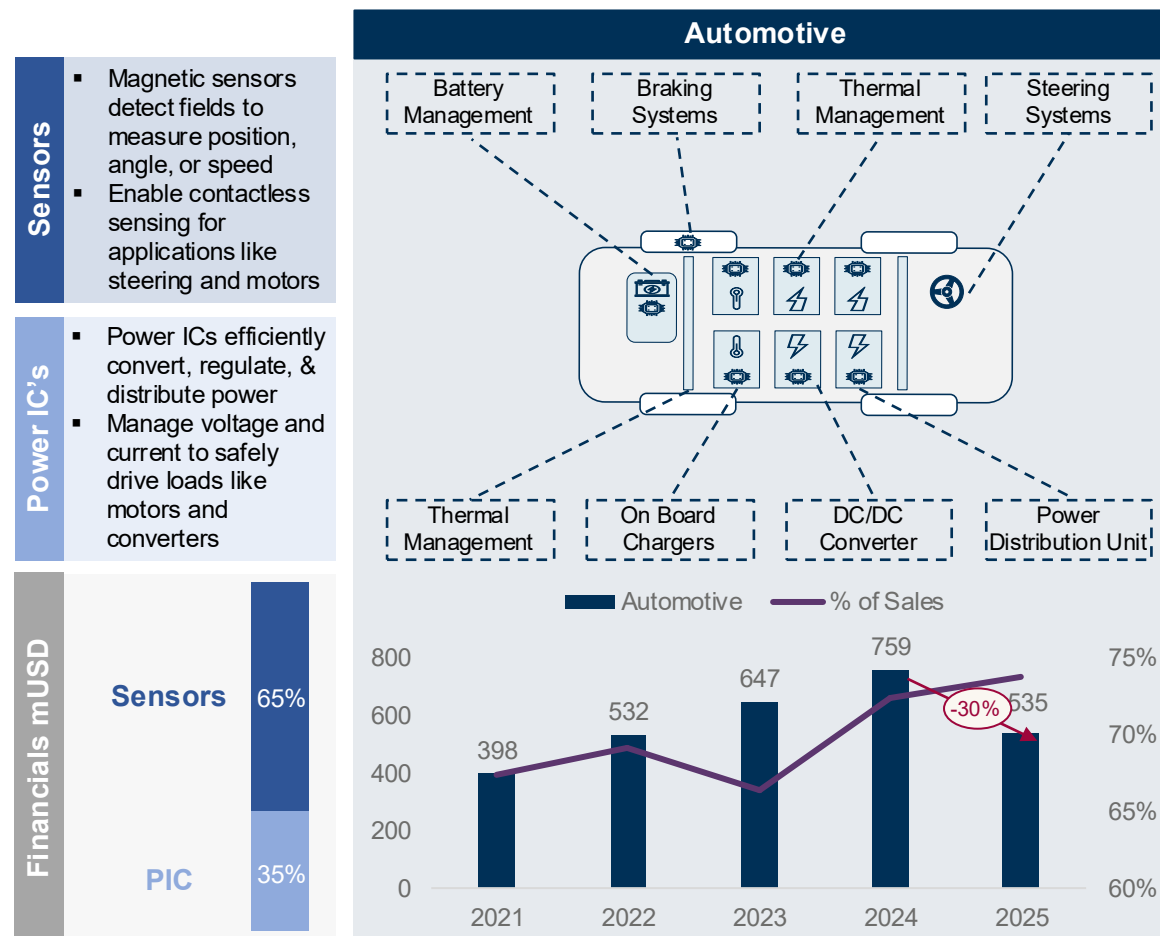 Automotive
Sensors
▪ Magnetic sensors
detect fields to
measure position,
angle, or speed
▪ Enable contactless
sensing for
applications like
steering and motors
Power IC's
▪ Power ICs efficiently
convert, regulate, &
distribute power
▪ Manage voltage and
current to safely
drive loads like
motors and
converters
Battery
Management
Braking
Systems
Thermal
Management
Steering
Systems
Thermal
Management
On Board
Chargers
DC/DC
Converter
Power
Distribution Unit
Financials mUSD
Sensors
65%
PIC
35%
Automotive
% of Sales
800
600
400
200
0
398
532
647
759
535
-30%
75%
70%
65%
60%
2021
2022
2023
2024
2025